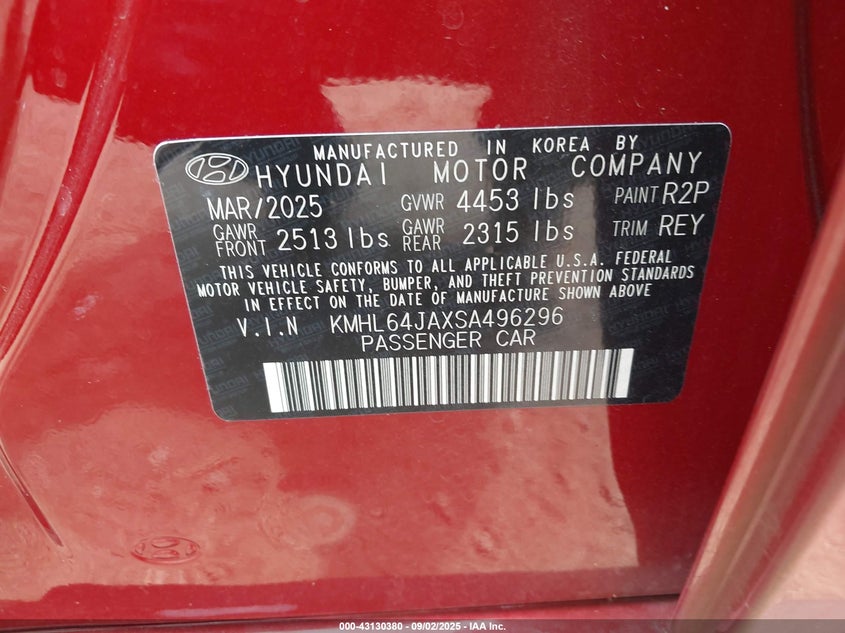 MANUFACTURED IN KOREA BY
HYUNDAI MOTOR COMPANY
MAR/2025 GVWR 4453 lbs PAINT R2P
GAWR FRONT 2513 lbs GAWR REAR 2315 lbs TRIM REY
THIS VEHICLE CONFORMS TO ALL APPLICABLE U.S.A. FEDERAL
MOTOR VEHICLE SAFETY, BUMPER, AND THEFT PREVENTION STANDARDS
IN EFFECT ON THE DATE OF MANUFACTURE SHOWN ABOVE
V.I.N KMHL64JAXSA496296
PASSENGER CAR
000-43130380 - 09/02/2025 - IAA Inc.